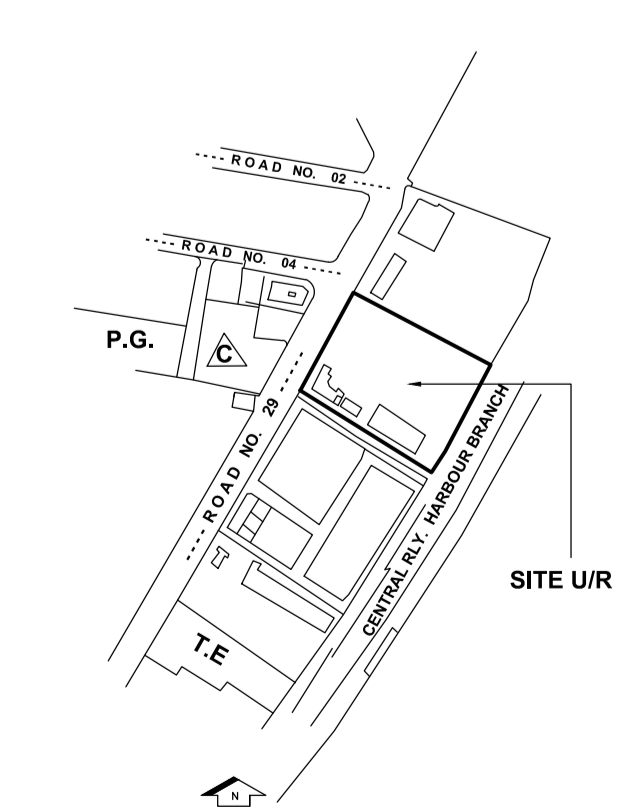 ROAD NO. 02
ROAD NO. 04
P.G.
C
ROAD NO. 29
CENTRAL RLY. HARBOUR BRANCH
SITE U/R
T.E
N